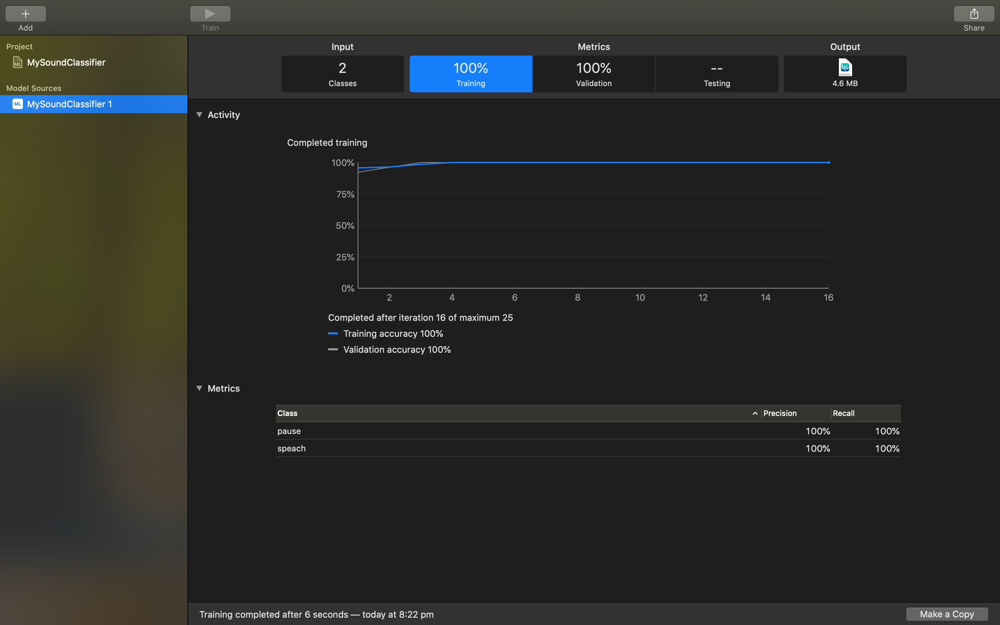 Add
Train
Share
Project
ML MySoundClassifier
Model Sources
ML MySoundClassifier 1
Input
Metrics
Output
2
Classes
100%
Training
100%
Validation
--
Testing
MLMODEL
4.6 MB
Activity
Completed training
100%
75%
50%
25%
0%
2 4 6 8 10 12 14 16
Completed after iteration 16 of maximum 25
Training accuracy 100%
Validation accuracy 100%
Metrics
Class Precision Recall
pause 100% 100%
speach 100% 100%
Training completed after 6 seconds — today at 8:22 pm
Make a Copy